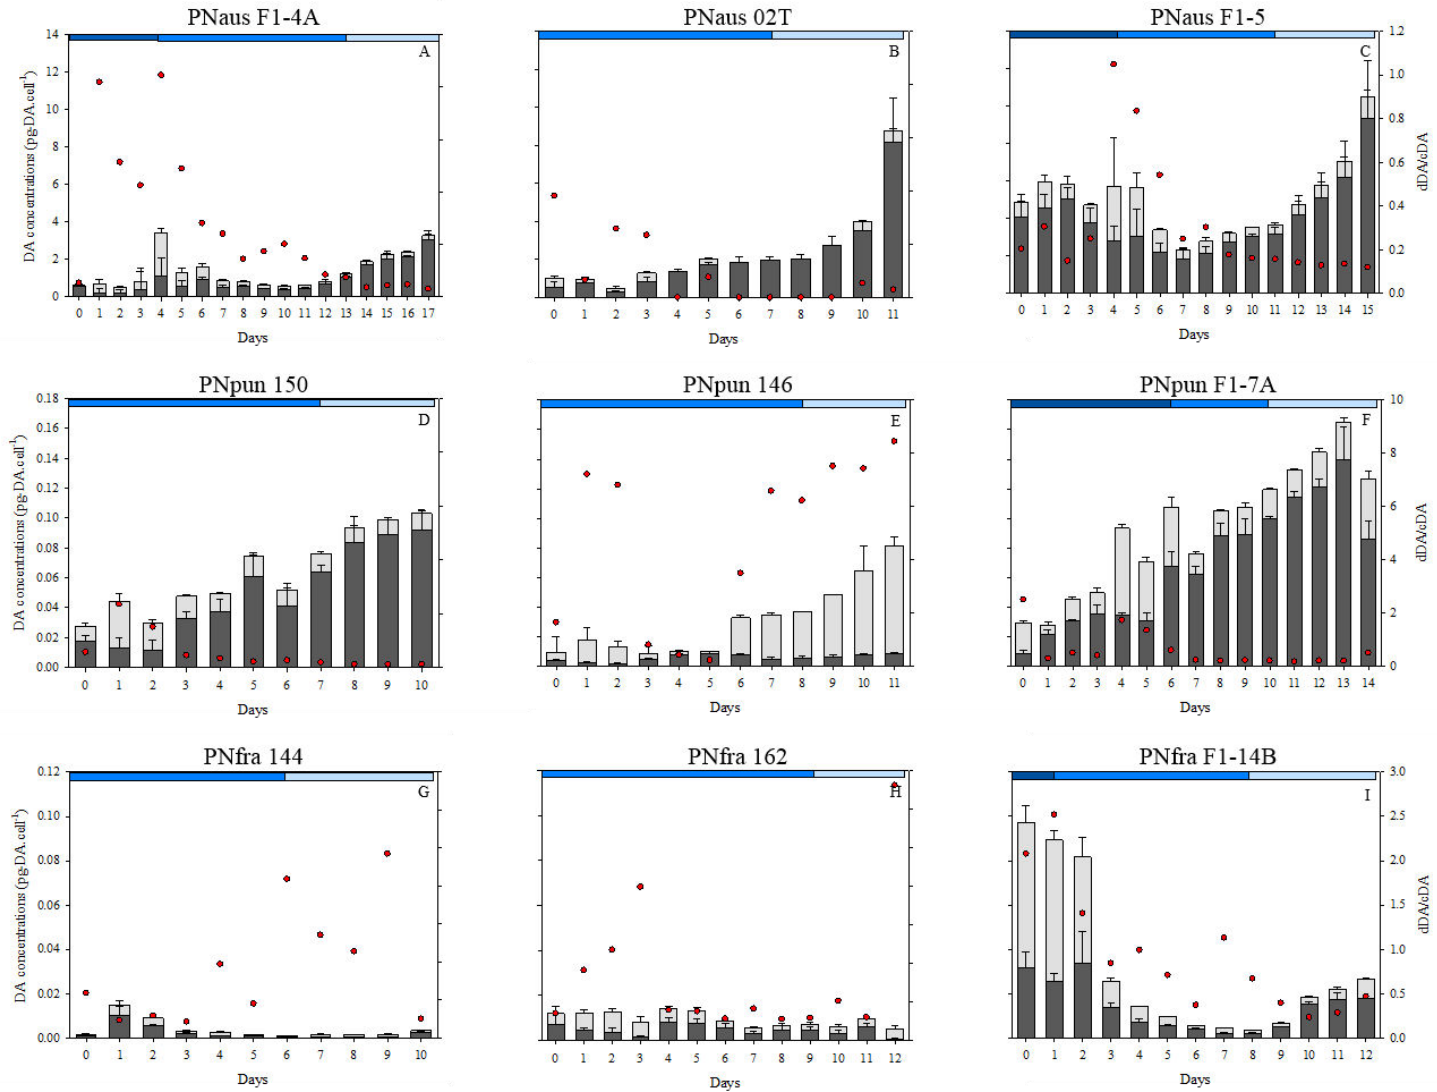 PNaus F1-4A
PNaus 02T
PNaus F1-5
A
B
C
14
12
10
8
6
4
2
0
1.2
1.0
0.8
0.6
0.4
0.2
0.0
DA concentrations (pg·DA.cell⁻¹)
dDA/cDA
0 1 2 3 4 5 6 7 8 9 10 11 12 13 14 15 16 17
0 1 2 3 4 5 6 7 8 9 10 11
0 1 2 3 4 5 6 7 8 9 10 11 12 13 14 15
Days
Days
Days
PNpun 150
PNpun 146
PNpun F1-7A
D
E
F
0.18
0.16
0.14
0.12
0.10
0.08
0.06
0.04
0.02
0.00
10
8
6
4
2
0
DA concentrations (pg·DA.cell⁻¹)
dDA/cDA
0 1 2 3 4 5 6 7 8 9 10
0 1 2 3 4 5 6 7 8 9 10 11
0 1 2 3 4 5 6 7 8 9 10 11 12 13 14
Days
Days
Days
PNfra 144
PNfra 162
PNfra F1-14B
G
H
I
0.12
0.10
0.08
0.06
0.04
0.02
0.00
3.0
2.5
2.0
1.5
1.0
0.5
0.0
DA concentrations (pg·DA.cell⁻¹)
dDA/cDA
0 1 2 3 4 5 6 7 8 9 10
0 1 2 3 4 5 6 7 8 9 10 11 12
0 1 2 3 4 5 6 7 8 9 10 11 12
Days
Days
Days